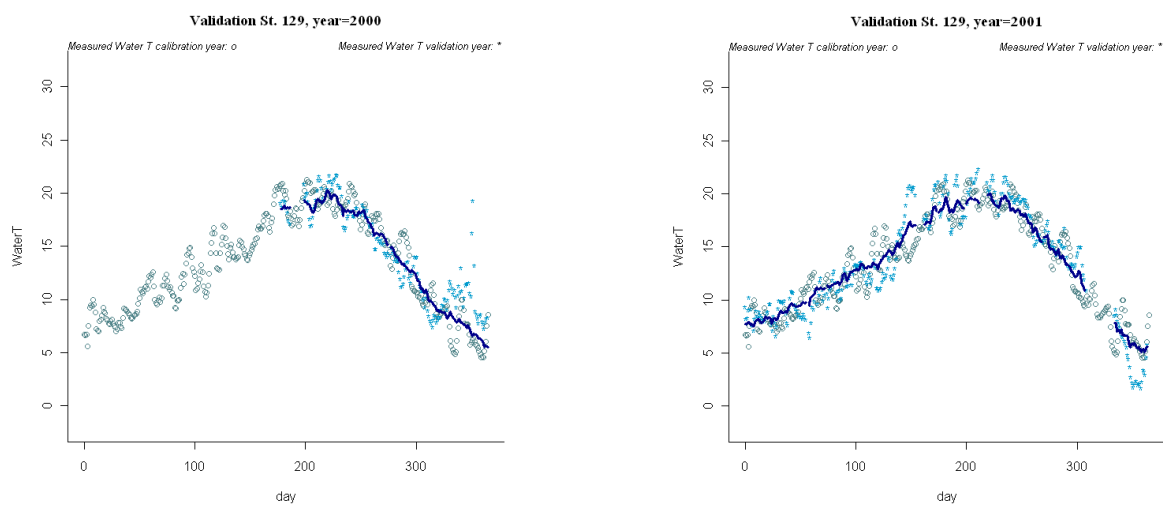 Validation St. 129, year=2000
Measured Water T calibration year: o Measured Water T validation year: *
30
25
20
15
10
5
0
WaterT
0 100 200 300
day
Validation St. 129, year=2001
Measured Water T calibration year: o Measured Water T validation year: *
30
25
20
15
10
5
0
WaterT
0 100 200 300
day